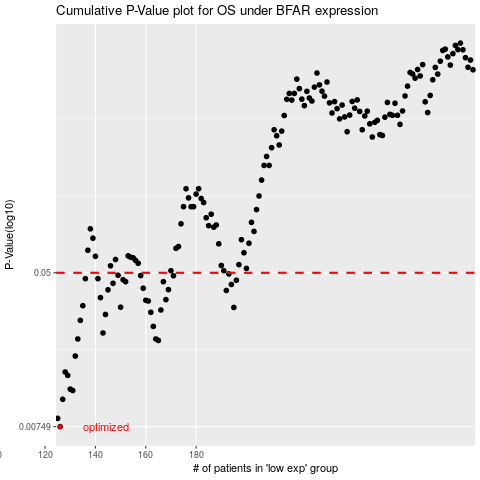 Cumulative P-Value plot for OS under BFAR expression
P-Value(log10)
0.05
0.00749
optimized
0
120
140
160
180
# of patients in 'low exp' group